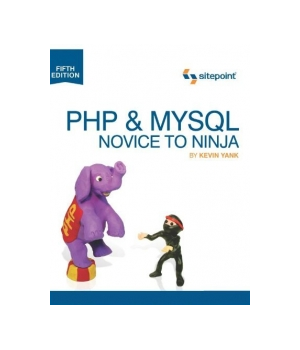 FIFTH
EDITION
sitepoint
PHP & MYSQL
NOVICE TO NINJA
BY KEVIN YANK
PHP